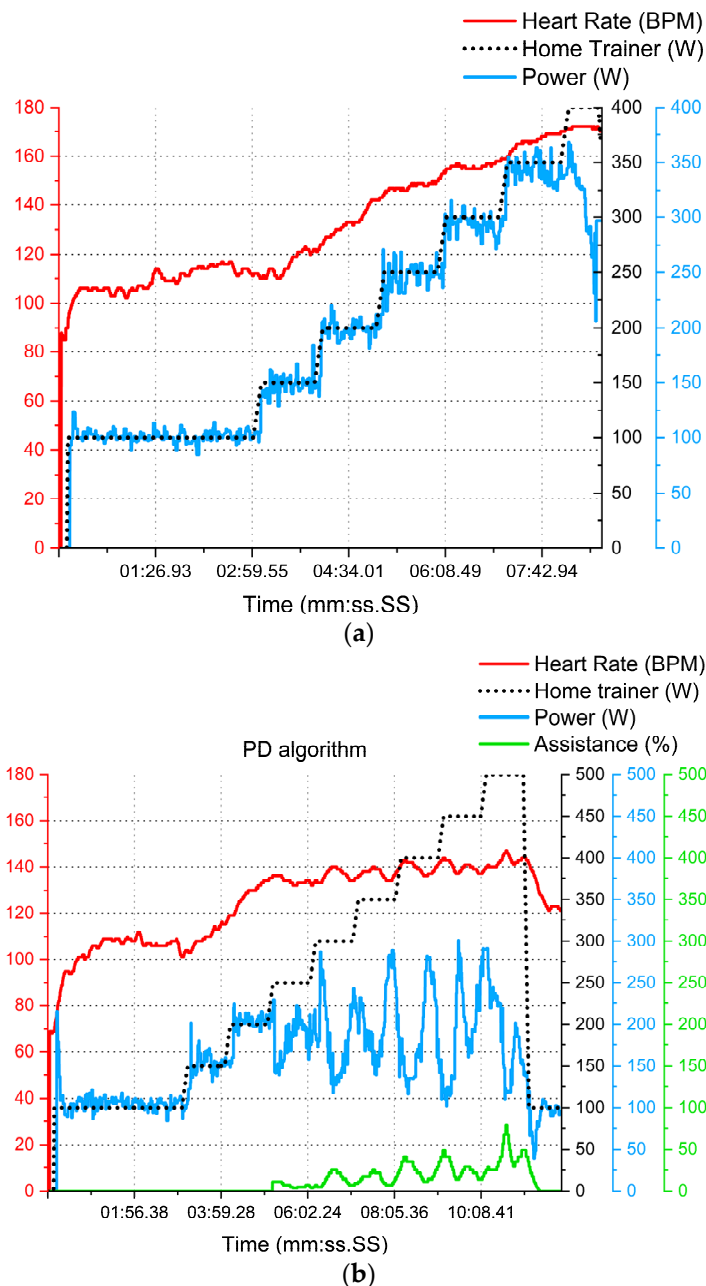 Heart Rate (BPM)
Home Trainer (W)
Power (W)
180 400 400
160 350 350
140 300 300
120 250 250
100 200 200
80 150 150
60 100 100
40 50 50
20 0 0
0
01:26.93 02:59.55 04:34.01 06:08.49 07:42.94
Time (mm:ss.SS)
(a)
Heart Rate (BPM)
Home trainer (W)
Power (W)
Assistance (%)
PD algorithm
180 500 500 500
160 450 450 450
140 400 400 400
120 350 350 350
100 300 300 300
80 250 250 250
60 200 200 200
40 150 150 150
20 100 100 100
0 50 50 50
0 0 0
01:56.38 03:59.28 06:02.24 08:05.36 10:08.41
Time (mm:ss.SS)
(b)